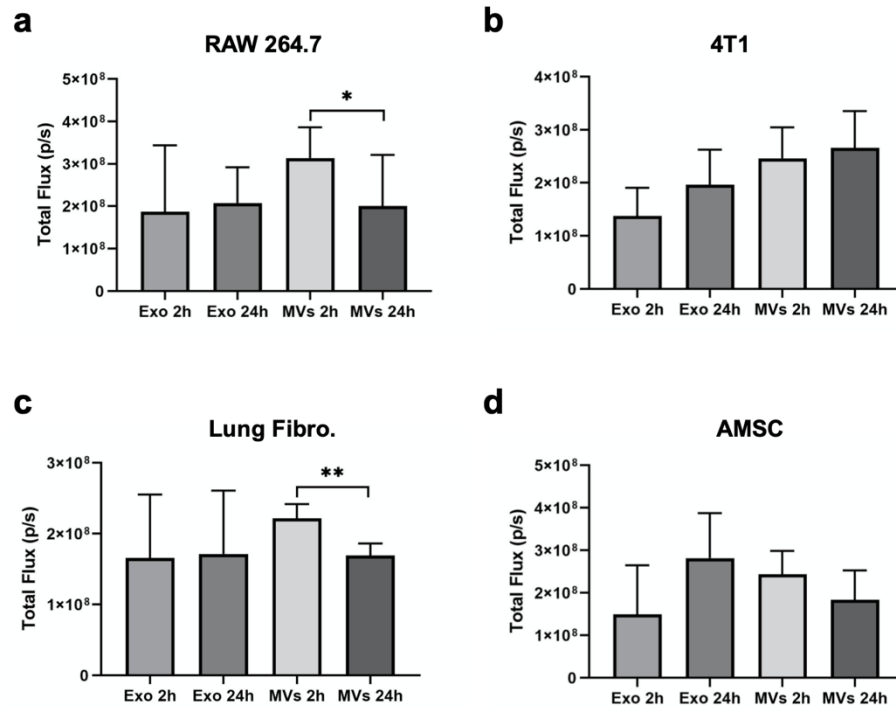 a
RAW 264.7
Total Flux (p/s)
5×10⁸
4×10⁸
3×10⁸
2×10⁸
1×10⁸
0
*
Exo 2h Exo 24h MVs 2h MVs 24h
b
4T1
Total Flux (p/s)
4×10⁸
3×10⁸
2×10⁸
1×10⁸
0
Exo 2h Exo 24h MVs 2h MVs 24h
c
Lung Fibro.
Total Flux (p/s)
3×10⁸
2×10⁸
1×10⁸
0
**
Exo 2h Exo 24h MVs 2h MVs 24h
d
AMSC
Total Flux (p/s)
5×10⁸
4×10⁸
3×10⁸
2×10⁸
1×10⁸
0
Exo 2h Exo 24h MVs 2h MVs 24h